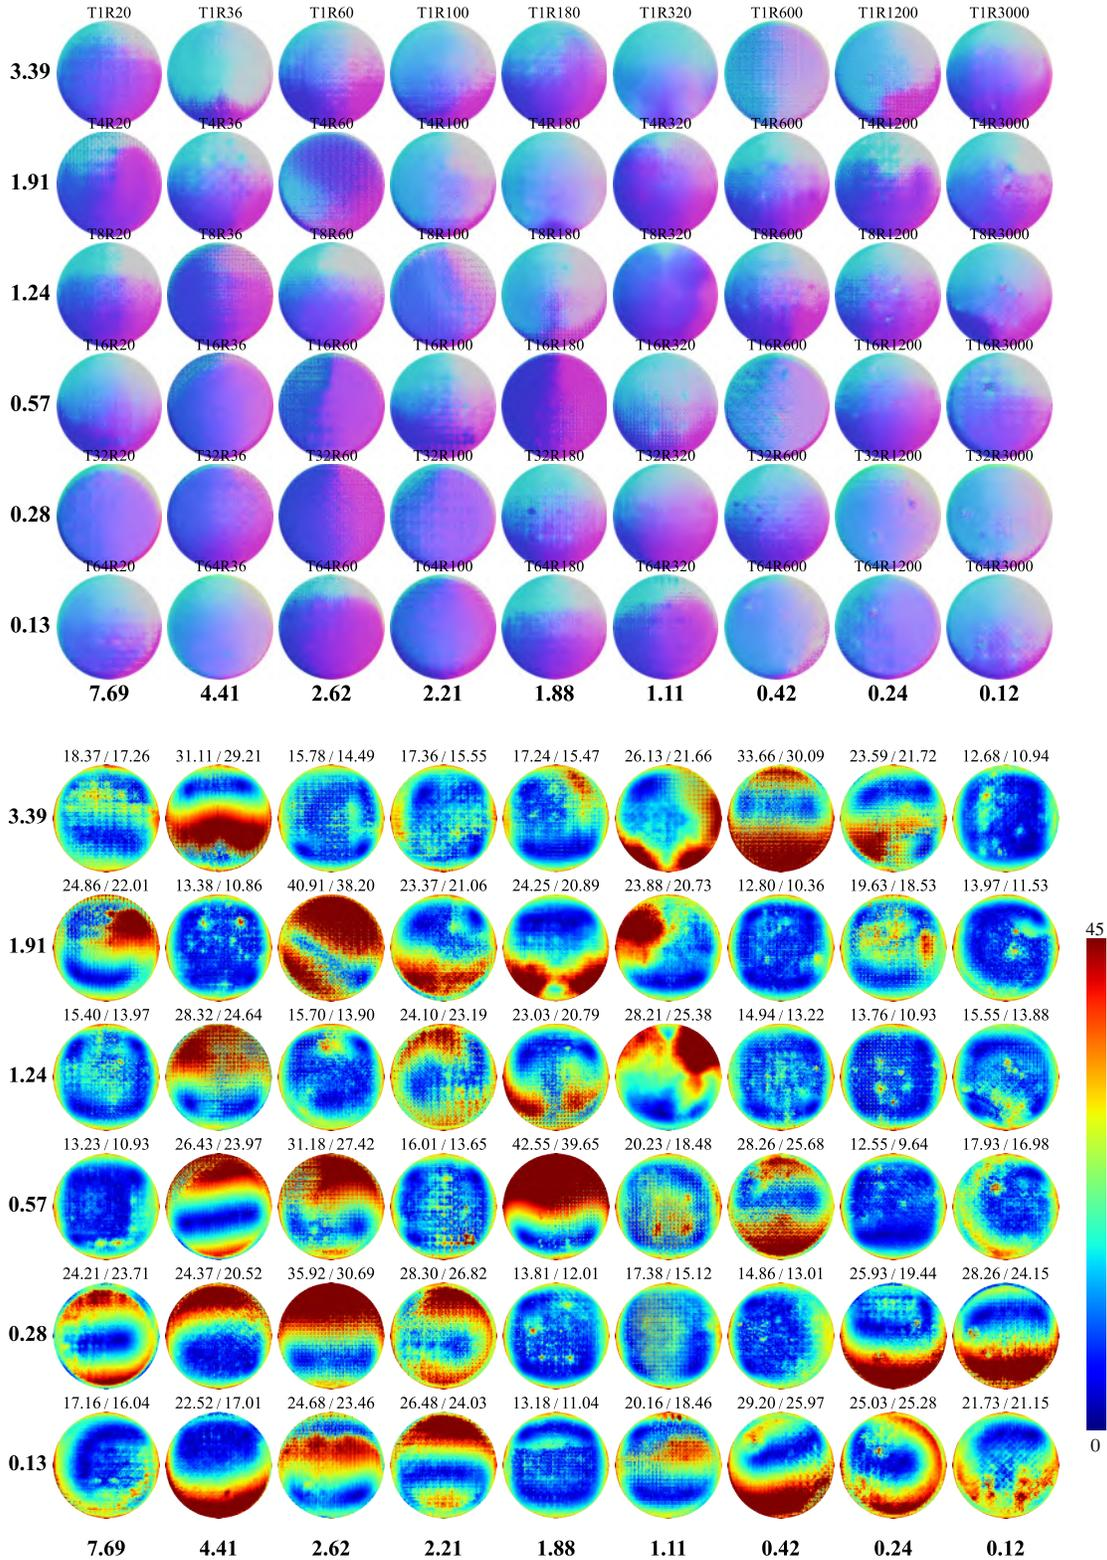 T1R20 T1R36 T1R60 T1R100 T1R180 T1R320 T1R600 T1R1200 T1R3000
3.39
T4R20 T4R36 T4R60 T4R100 T4R180 T4R320 T4R600 T4R1200 T4R3000
1.91
T8R20 T8R36 T8R60 T8R100 T8R180 T8R320 T8R600 T8R1200 T8R3000
1.24
T16R20 T16R36 T16R60 T16R100 T16R180 T16R320 T16R600 T16R1200 T16R3000
0.57
T32R20 T32R36 T32R60 T32R100 T32R180 T32R320 T32R600 T32R1200 T32R3000
0.28
T64R20 T64R36 T64R60 T64R100 T64R180 T64R320 T64R600 T64R1200 T64R3000
0.13
7.69 4.41 2.62 2.21 1.88 1.11 0.42 0.24 0.12
18.37 / 17.26 31.11 / 29.21 15.78 / 14.49 17.36 / 15.55 17.24 / 15.47 26.13 / 21.66 33.66 / 30.09 23.59 / 21.72 12.68 / 10.94
3.39
24.86 / 22.01 13.38 / 10.86 40.91 / 38.20 23.37 / 21.06 24.25 / 20.89 23.88 / 20.73 12.80 / 10.36 19.63 / 18.53 13.97 / 11.53
45
1.91
15.40 / 13.97 28.32 / 24.64 15.70 / 13.90 24.10 / 23.19 23.03 / 20.79 28.21 / 25.38 14.94 / 13.22 13.76 / 10.93 15.55 / 13.88
1.24
13.23 / 10.93 26.43 / 23.97 31.18 / 27.42 16.01 / 13.65 42.55 / 39.65 20.23 / 18.48 28.26 / 25.68 12.55 / 9.64 17.93 / 16.98
0.57
24.21 / 23.71 24.37 / 20.52 35.92 / 30.69 28.30 / 26.82 13.81 / 12.01 17.38 / 15.12 14.86 / 13.01 25.93 / 19.44 28.26 / 24.15
0.28
17.16 / 16.04 22.52 / 17.01 24.68 / 23.46 26.48 / 24.03 13.18 / 11.04 20.16 / 18.46 29.20 / 25.97 25.03 / 25.28 21.73 / 21.15
0
0.13
7.69 4.41 2.62 2.21 1.88 1.11 0.42 0.24 0.12